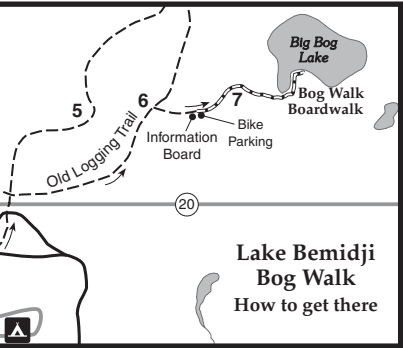 Big Bog
Lake
5
6
7
Bog Walk
Boardwalk
Bike
Parking
Information
Board
Old Logging Trail
20
Lake Bemidji
Bog Walk
How to get there